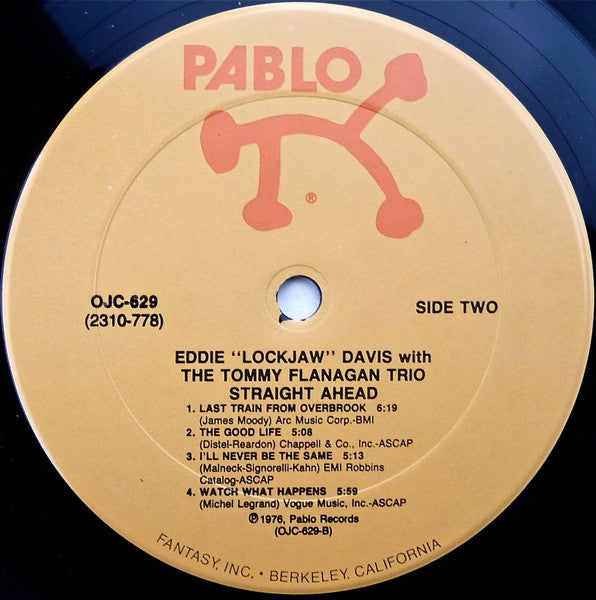 PABLO
®
OJC-629
(2310-778)
SIDE TWO
EDDIE "LOCKJAW" DAVIS with
THE TOMMY FLANAGAN TRIO
STRAIGHT AHEAD
1. LAST TRAIN FROM OVERBROOK 6:19
(James Moody) Arc Music Corp.-BMI
2. THE GOOD LIFE 5:08
(Distel-Reardon) Chappell & Co., Inc.-ASCAP
3. I'LL NEVER BE THE SAME 5:13
(Malneck-Signorelli-Kahn) EMI Robbins
Catalog-ASCAP
4. WATCH WHAT HAPPENS 5:59
(Michel Legrand) Vogue Music, Inc.-ASCAP
℗1976, Pablo Records
(OJC-629-B)
FANTASY, INC. • BERKELEY, CALIFORNIA